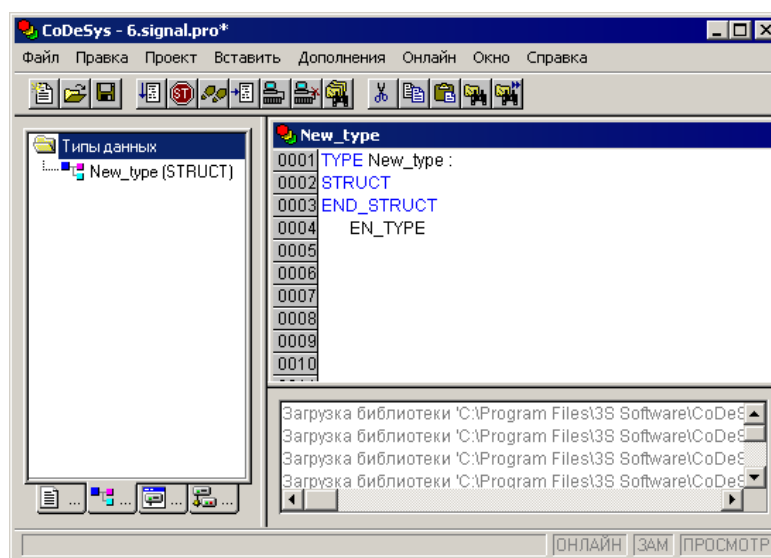 CoDeSys - 6.signal.pro*
Файл Правка Проект Вставить Дополнения Онлайн Окно Справка
Типы данных
New_type (STRUCT)
New_type
0001 TYPE New_type :
0002 STRUCT
0003 END_STRUCT
0004 EN_TYPE
0005
0006
0007
0008
0009
0010
Загрузка библиотеки 'C:\Program Files\3S Software\CoDeS
Загрузка библиотеки 'C:\Program Files\3S Software\CoDeS
Загрузка библиотеки 'C:\Program Files\3S Software\CoDeS
Загрузка библиотеки 'C:\Program Files\3S Software\CoDeS
... ... ... ...
ОНЛАЙН ЗАМ ПРОСМОТР